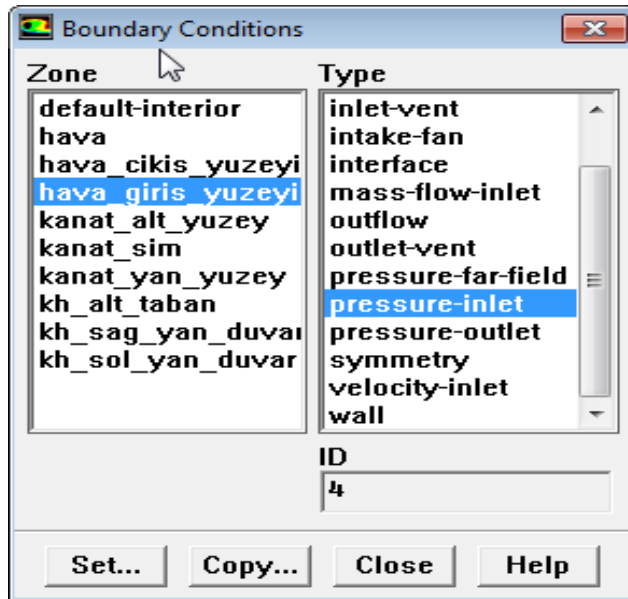 Boundary Conditions
Zone
default-interior
hava
hava_cikis_yuzeyi
hava_giris_yuzeyi
kanat_alt_yuzey
kanat_sim
kanat_yan_yuzey
kh_alt_taban
kh_sag_yan_duvar
kh_sol_yan_duvar
Type
inlet-vent
intake-fan
interface
mass-flow-inlet
outflow
outlet-vent
pressure-far-field
pressure-inlet
pressure-outlet
symmetry
velocity-inlet
wall
ID
4
Set...
Copy...
Close
Help